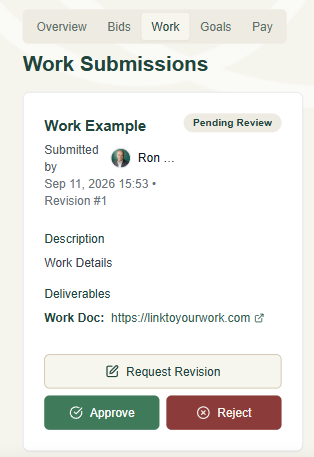 Overview Bids Work Goals Pay
Work Submissions
Work Example Pending Review
Submitted
by Ron ...
Sep 11, 2026 15:53 •
Revision #1
Description
Work Details
Deliverables
Work Doc: https://linktoyourwork.com
Request Revision
Approve Reject